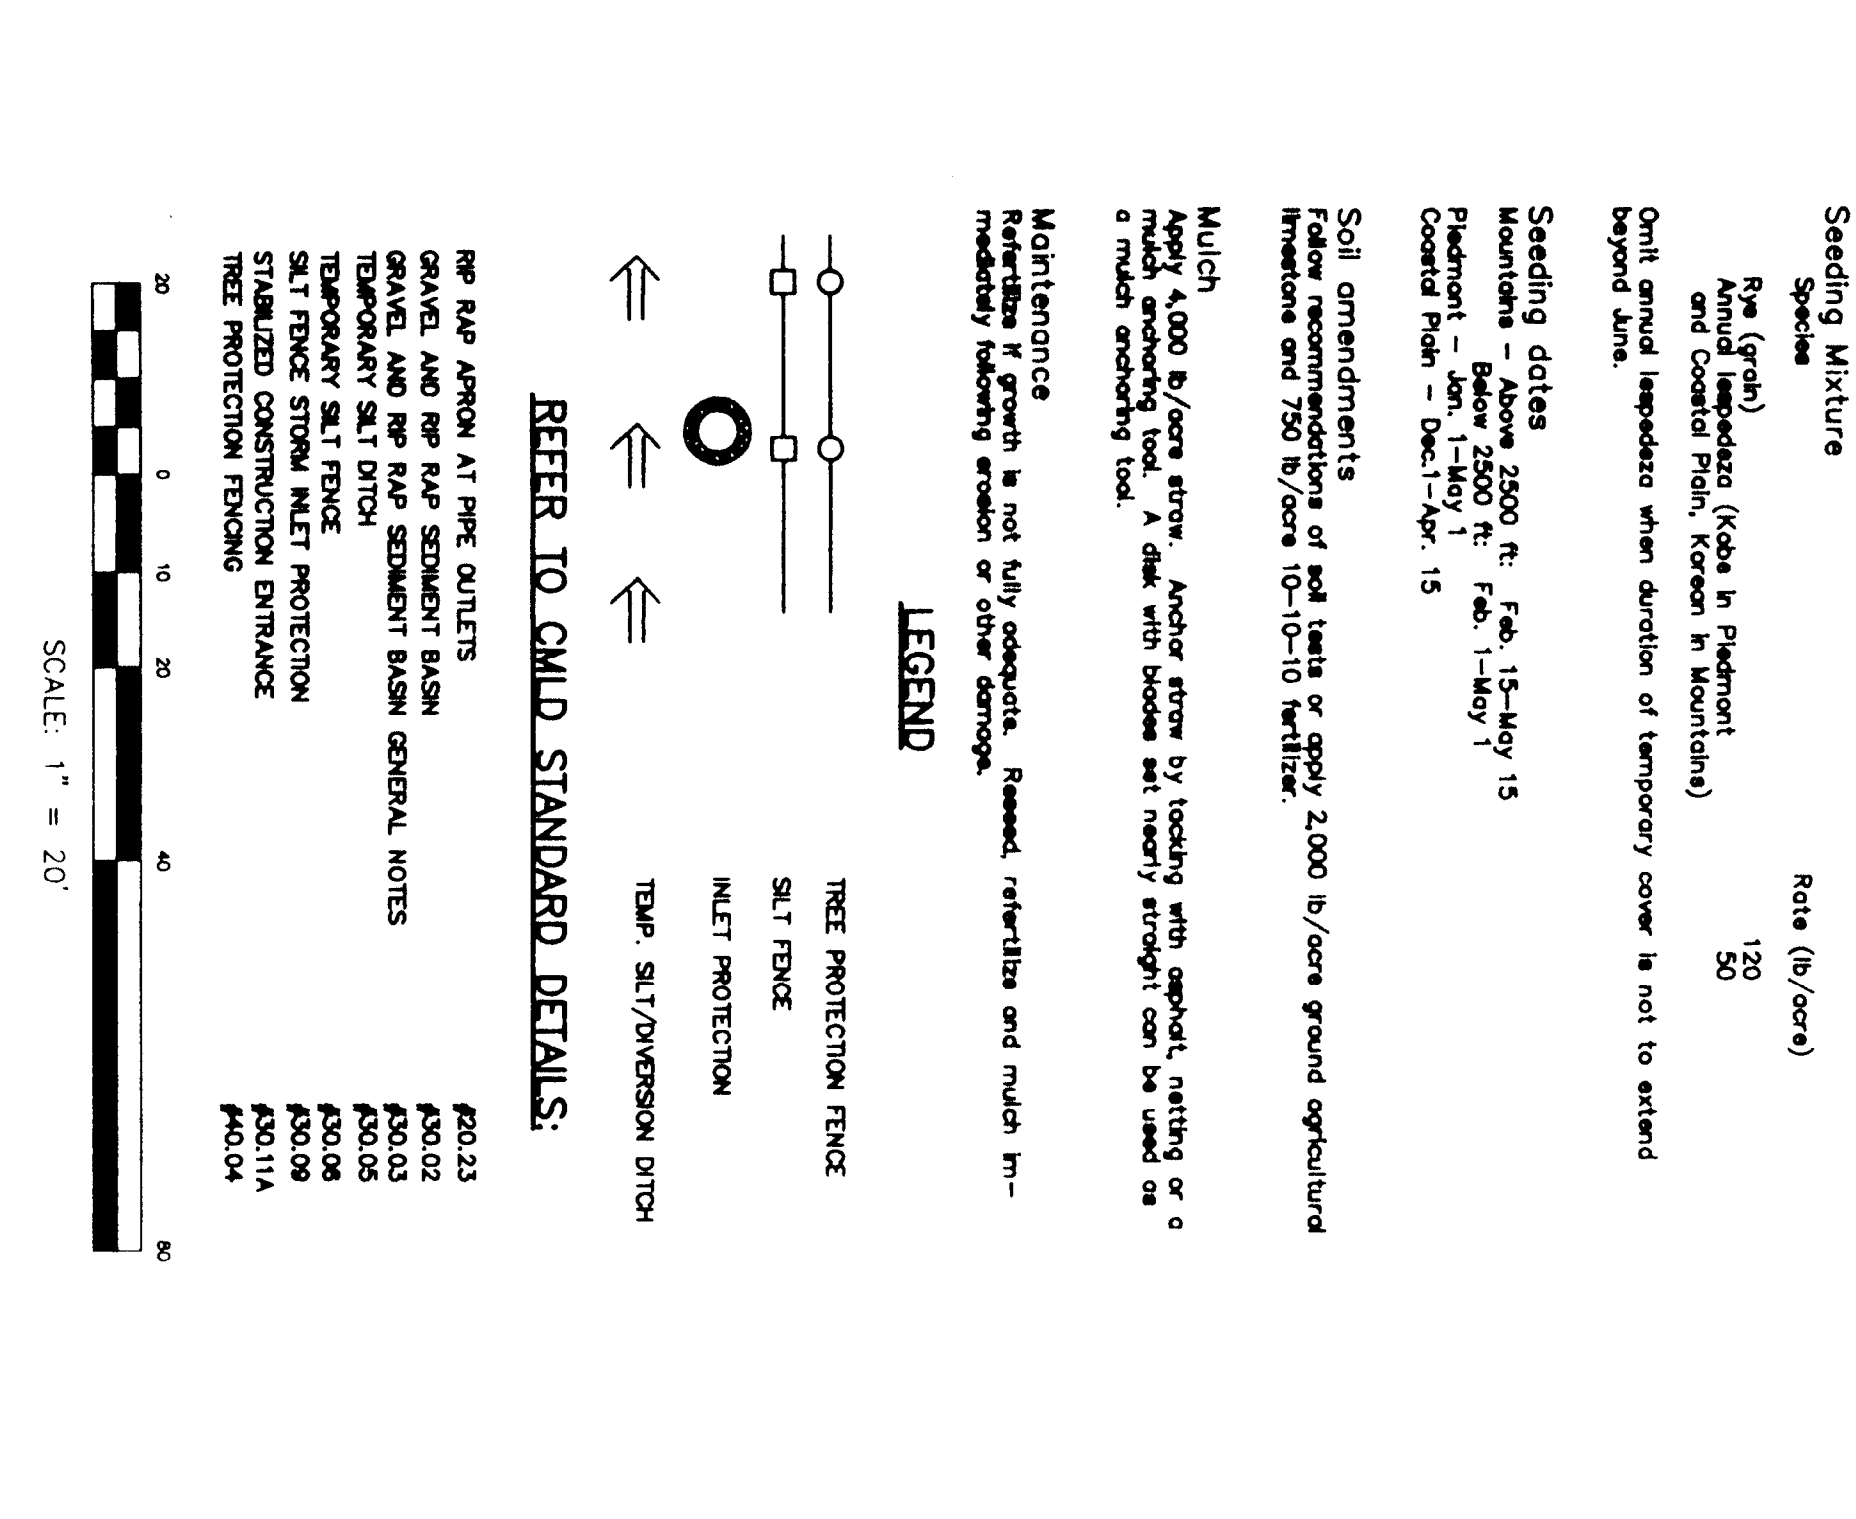 Seeding Mixture
Species Rate (lb/acre)
Rye (grain) 120
Annual lespedeza (Kobe in Piedmont 50
and Coastal Plain, Korean in Mountains)
Omit annual lespedeza when duration of temporary cover is not to extend
beyond June.
Seeding dates
Mountains — Above 2500 ft: Feb. 15—May 15
Below 2500 ft: Feb. 1—May 1
Piedmont — Jan. 1—May 1
Coastal Plain — Dec.1—Apr. 15
Soil amendments
Follow recommendations of soil tests or apply 2,000 lb/acre ground agricultural
limestone and 750 lb/acre 10—10—10—10 fertilizer.
Mulch
Apply 4,000 lb/acre straw. Anchor straw by tacking with asphalt, netting or a
mulch anchoring tool. A disk with blades set nearly straight can be used as
a mulch anchoring tool.
Maintenance
Refertilize if growth is not fully adequate. Reseed, refertilize and mulch im—
mediately following erosion or other damage.
LEGEND
TREE PROTECTION FENCE
SILT FENCE
INLET PROTECTION
TEMP. SILT/DIVERSION DITCH
REFER TO CMLD STANDARD DETAILS:
RIP RAP APRON AT PIPE OUTLETS #20.23
GRAVEL AND RIP RAP SEDIMENT BASIN #30.02
GRAVEL AND RIP RAP SEDIMENT BASIN GENERAL NOTES #30.03
TEMPORARY SILT DITCH #30.05
TEMPORARY SILT FENCE #30.06
SILT FENCE STORM INLET PROTECTION #30.09
STABILIZED CONSTRUCTION ENTRANCE #30.11A
TREE PROTECTION FENCING #40.04
20 0 10 20 40 80
SCALE: 1" = 20'